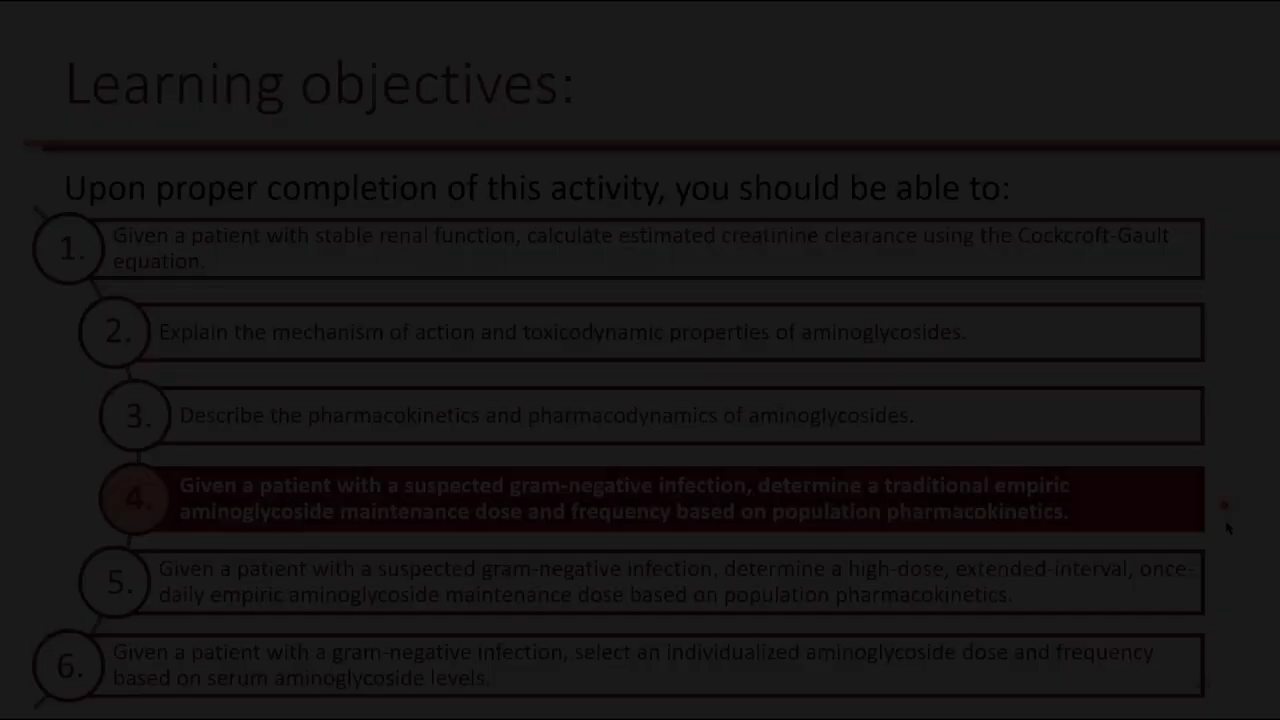 Learning objectives:
Upon proper completion of this activity, you should be able to:
1. Given a patient with stable renal function, calculate estimated creatinine clearance using the Cockcroft-Gault
equation.
2. Explain the mechanism of action and toxicodynamic properties of aminoglycosides.
3. Describe the pharmacokinetics and pharmacodynamics of aminoglycosides.
4. Given a patient with a suspected gram-negative infection, determine a traditional empiric
aminoglycoside maintenance dose and frequency based on population pharmacokinetics.
5. Given a patient with a suspected gram-negative infection, determine a high-dose, extended-interval, once-
daily empiric aminoglycoside maintenance dose based on population pharmacokinetics.
6. Given a patient with a gram-negative infection, select an individualized aminoglycoside dose and frequency
based on serum aminoglycoside levels.